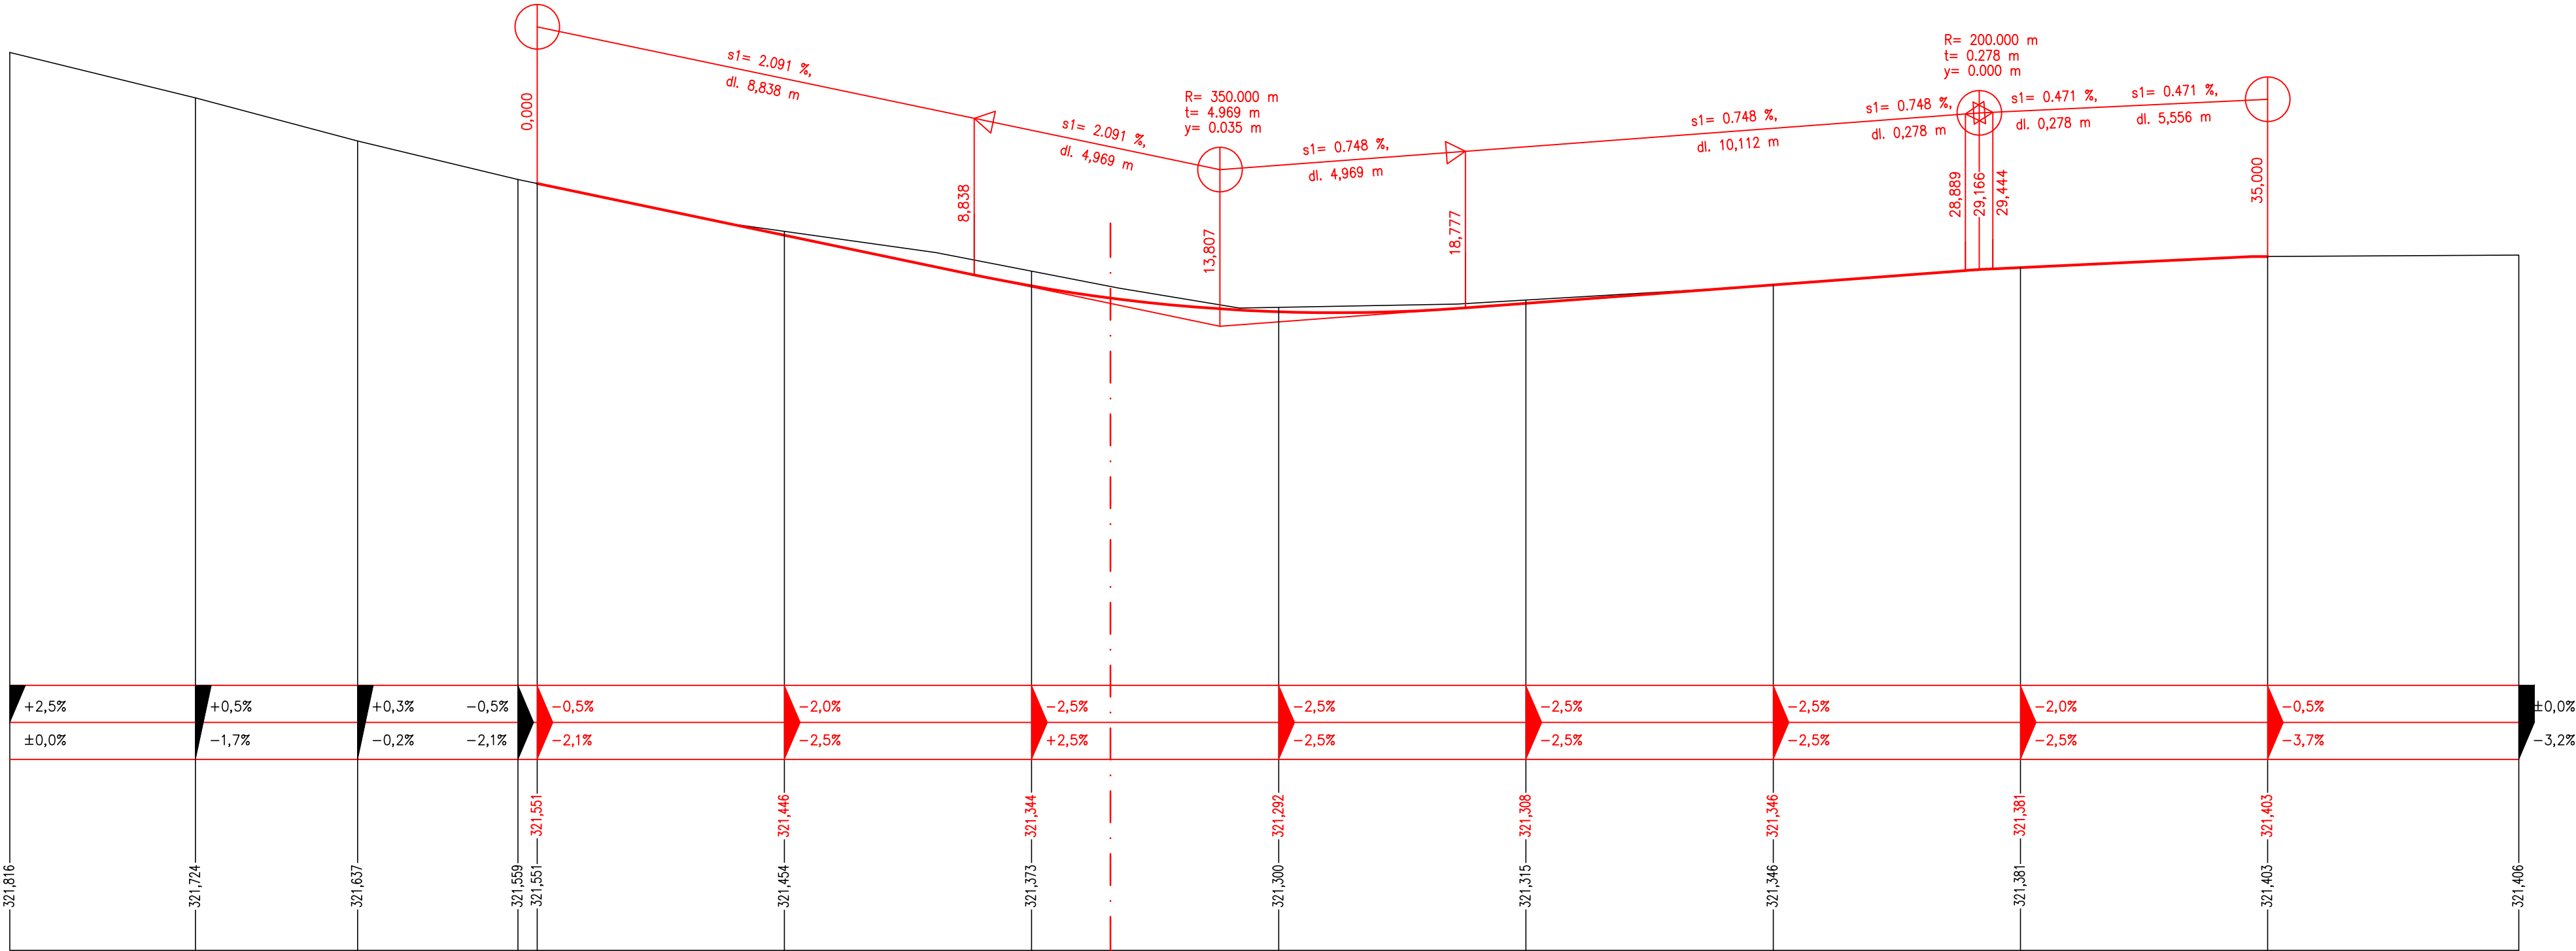 R= 200.000 m
t= 0.278 m
y= 0.000 m
s1= 2.091 %,
dl. 8,838 m
R= 350.000 m
t= 4.969 m
y= 0.035 m
s1= 2.091 %,
dl. 4,969 m
s1= 0.748 %,
dl. 4,969 m
s1= 0.748 %,
dl. 10,112 m
s1= 0.748 %,
dl. 0,278 m
s1= 0.471 %,
dl. 0,278 m
s1= 0.471 %,
dl. 5,556 m
0,000
8,838
13,807
18,777
28,889
29,166
29,444
35,000
+2,5% +0,5% +0,3% -0,5% -0,5% -2,0% -2,5% -2,5% -2,5% -2,5% -2,0% -0,5% ±0,0%
±0,0% -1,7% -0,2% -2,1% -2,1% -2,5% +2,5% -2,5% -2,5% -2,5% -2,5% -3,7% -3,2%
321,551
321,446
321,344
321,292
321,308
321,346
321,381
321,403
321,816
321,724
321,637
321,559
321,551
321,454
321,373
321,300
321,315
321,346
321,381
321,403
321,406